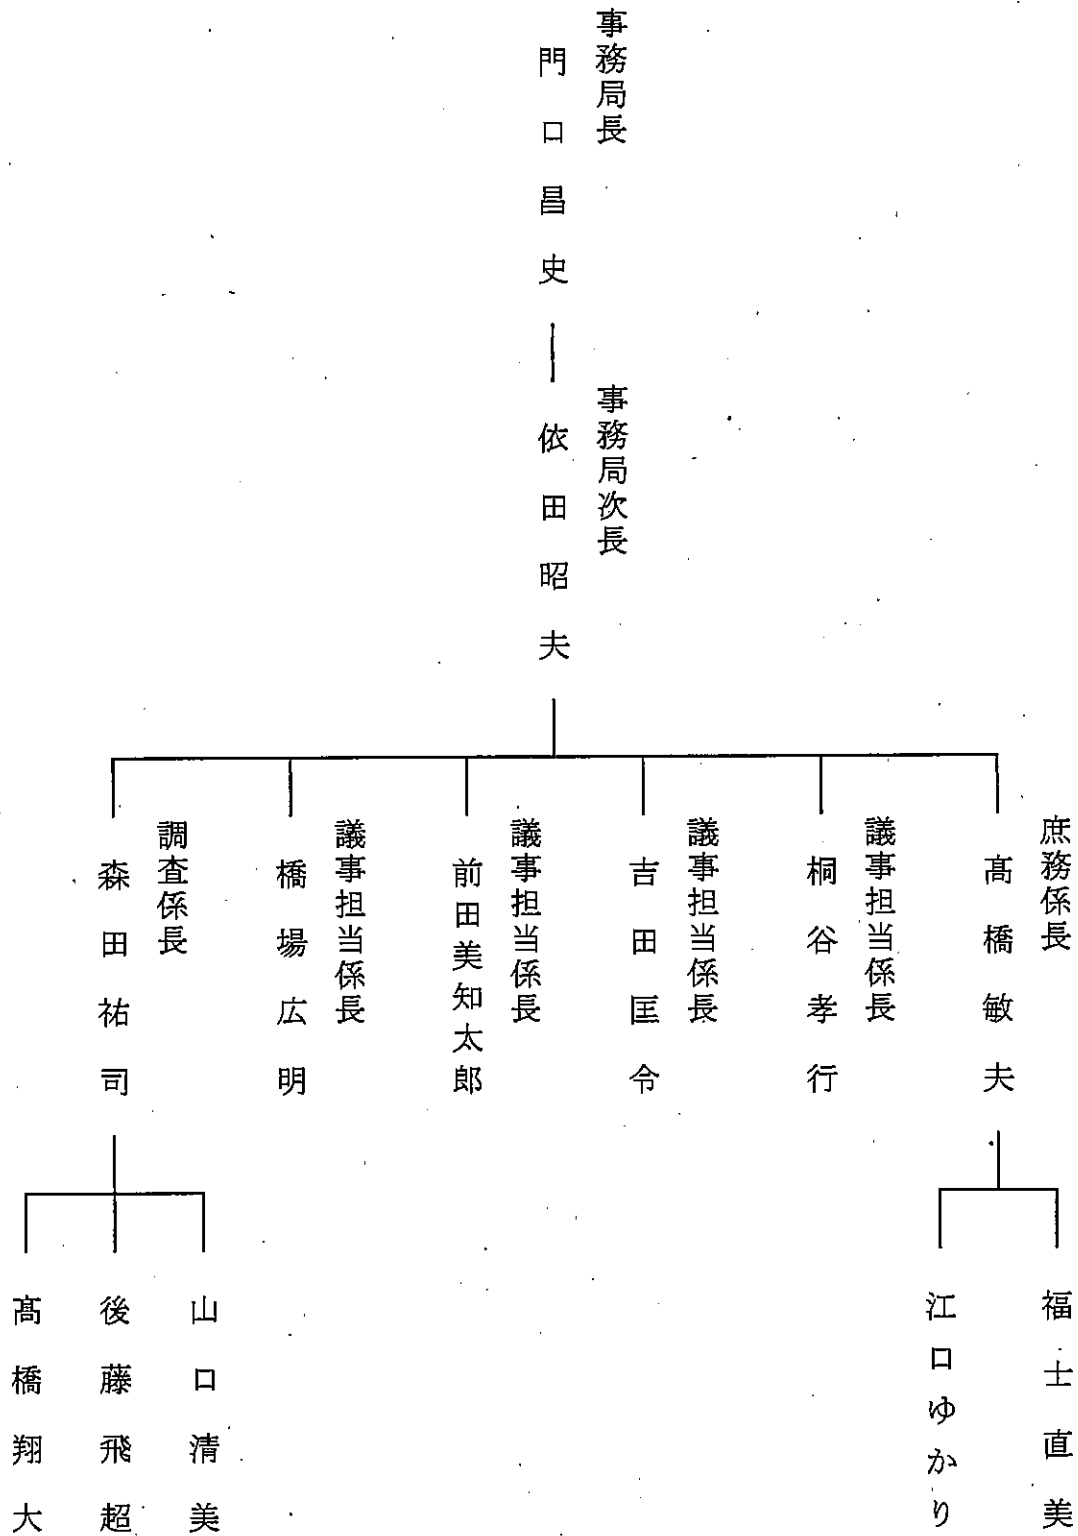 事務局長
門口昌史
事務局次長
依田昭夫
庶務係長
髙橋敏夫
議事担当係長
桐谷孝行
議事担当係長
吉田匡令
議事担当係長
前田美知太郎
議事担当係長
橋場広明
調査係長
森田祐司
福士直美
江口ゆかり
山口清美
後藤飛超
髙橋翔大